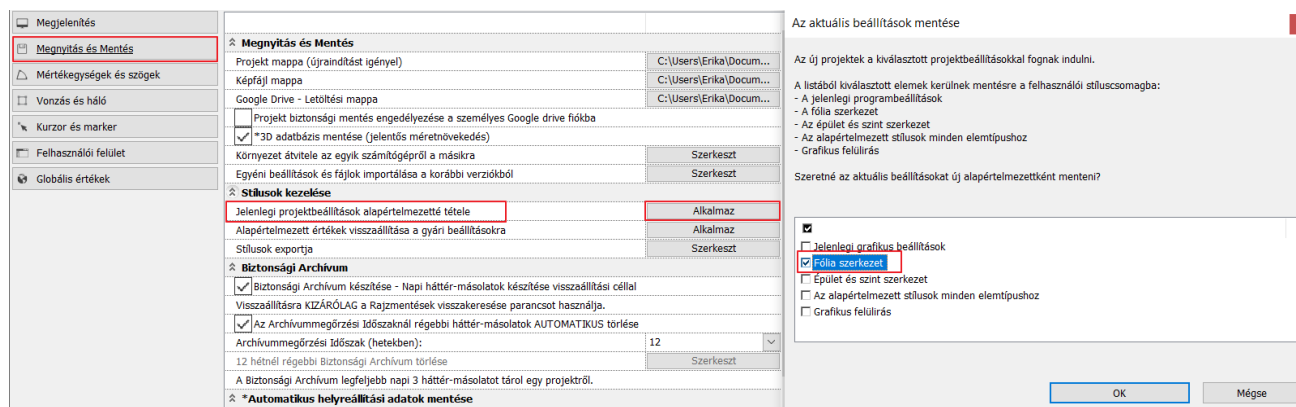 Megjelenítés
Megnyitás és Mentés
Mértékegységek és szögek
Vonzás és háló
Kurzor és marker
Felhasználói felület
Globális értékek
Megnyitás és Mentés
Projekt mappa (újraindítást igényel) C:\Users\Erika\Docum...
Képfájl mappa C:\Users\Erika\Docum...
Google Drive - Letöltési mappa C:\Users\Erika\Docum...
Projekt biztonsági mentés engedélyezése a személyes Google drive fiókba
*3D adatbázis mentése (jelentős méretnövekedés)
Környezet átvitele az egyik számítógépről a másikra Szerkeszt
Egyéni beállítások és fájlok importálása a korábbi verziókból Szerkeszt
Stílusok kezelése
Jelenlegi projektbeállítások alapértelmezetté tétele Alkalmaz
Alapértelmezett értékek visszaállítása a gyári beállításokra Alkalmaz
Stílusok exportja Szerkeszt
Biztonsági Archívum
Biztonsági Archívum készítése - Napi háttér-másolatok készítése visszaállítási céllal
Visszaállításra KIZÁRÓLAG a Rajzmentések visszakeresése parancsot használja.
Az Archívummegőrzési Időszaknál régebbi háttér-másolatok AUTOMATIKUS törlése
Archívummegőrzési Időszak (hetekben): 12
12 hétnél régebbi Biztonsági Archívum törlése Szerkeszt
A Biztonsági Archívum legfeljebb napi 3 háttér-másolatot tárol egy projektről.
*Automatikus helyreállítási adatok mentése
Az aktuális beállítások mentése
Az új projektek a kiválasztott projektbeállításokkal fognak indulni.
A listából kiválasztott elemek kerülnek mentésre a felhasználói stíluscsomagba:
- A jelenlegi programbeállítások
- A fólia szerkezet
- Az épület és szint szerkezet
- Az alapértelmezett stílusok minden elemtípushoz
- Grafikus felülírás
Szeretné az aktuális beállításokat új alapértelmezettként menteni?
Jelenlegi grafikus beállítások
Fólia szerkezet
Épület és szint szerkezet
Az alapértelmezett stílusok minden elemtípushoz
Grafikus felülírás
OK Mégse